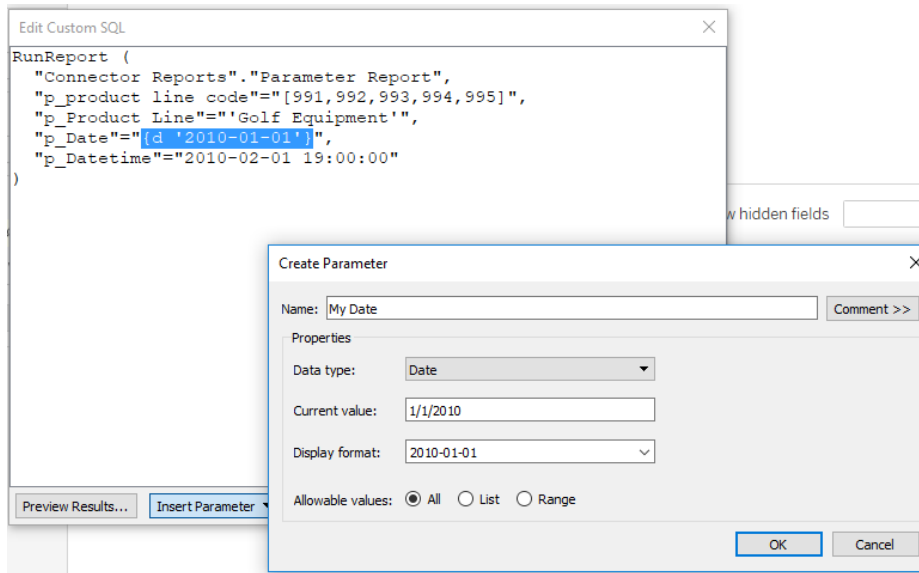 Edit Custom SQL
RunReport (
"Connector Reports"."Parameter Report",
"p_product line code"="[991,992,993,994,995]",
"p_Product Line"="'Golf Equipment'",
"p_Date"="{d '2010-01-01'}",
"p_Datetime"="2010-02-01 19:00:00"
)
w hidden fields
Create Parameter
Name: My Date Comment >>
Properties
Data type: Date
Current value: 1/1/2010
Display format: 2010-01-01
Allowable values: All List Range
Preview Results... Insert Parameter
OK Cancel